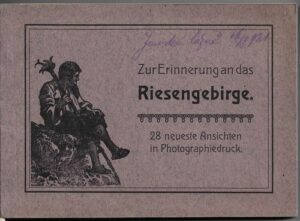 Zur Erinnerung an das
Riesengebirge.
28 neueste Ansichten
in Photographiedruck.